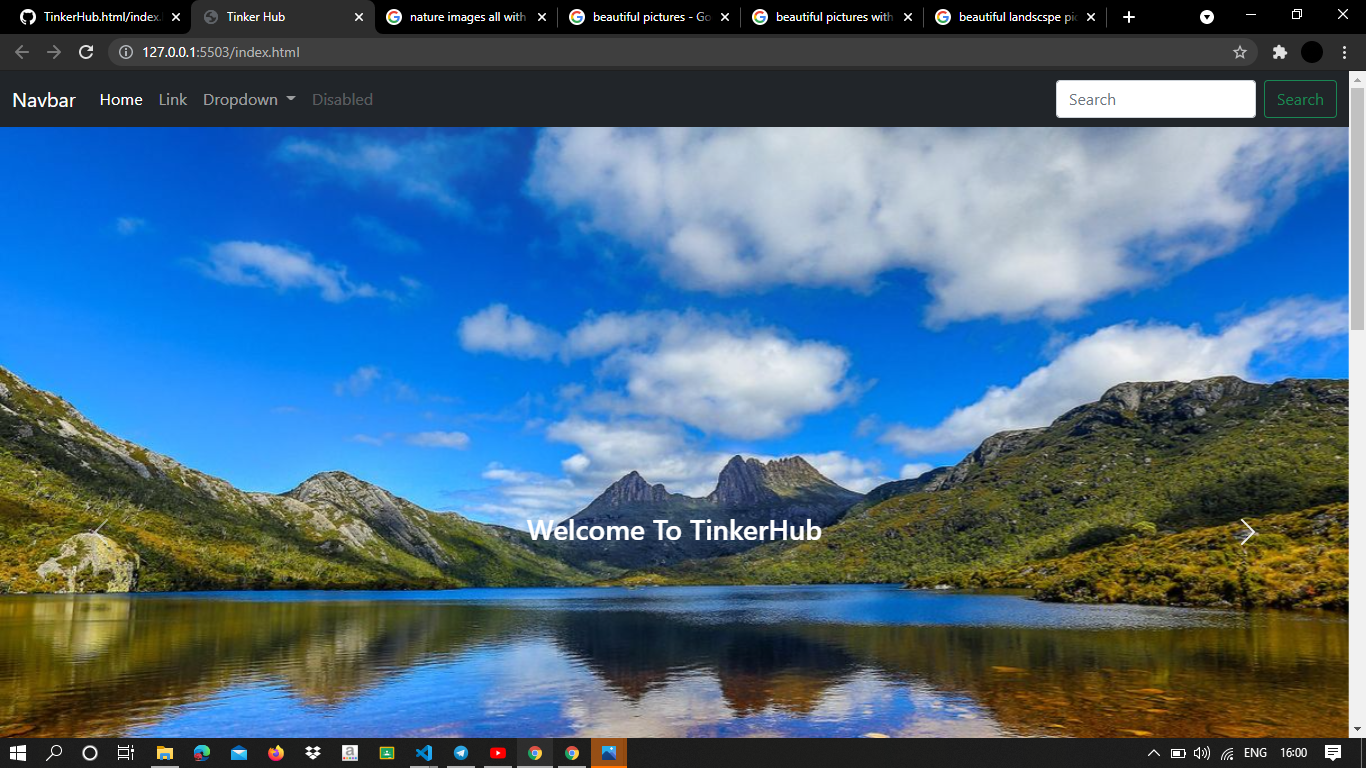 TinkerHub.html/index.
Tinker Hub
nature images all with
beautiful pictures - Go
beautiful pictures with
beautiful landscspe pic
127.0.0.1:5503/index.html
Navbar Home Link Dropdown Disabled Search Search
Welcome To TinkerHub
a
ENG 16:00